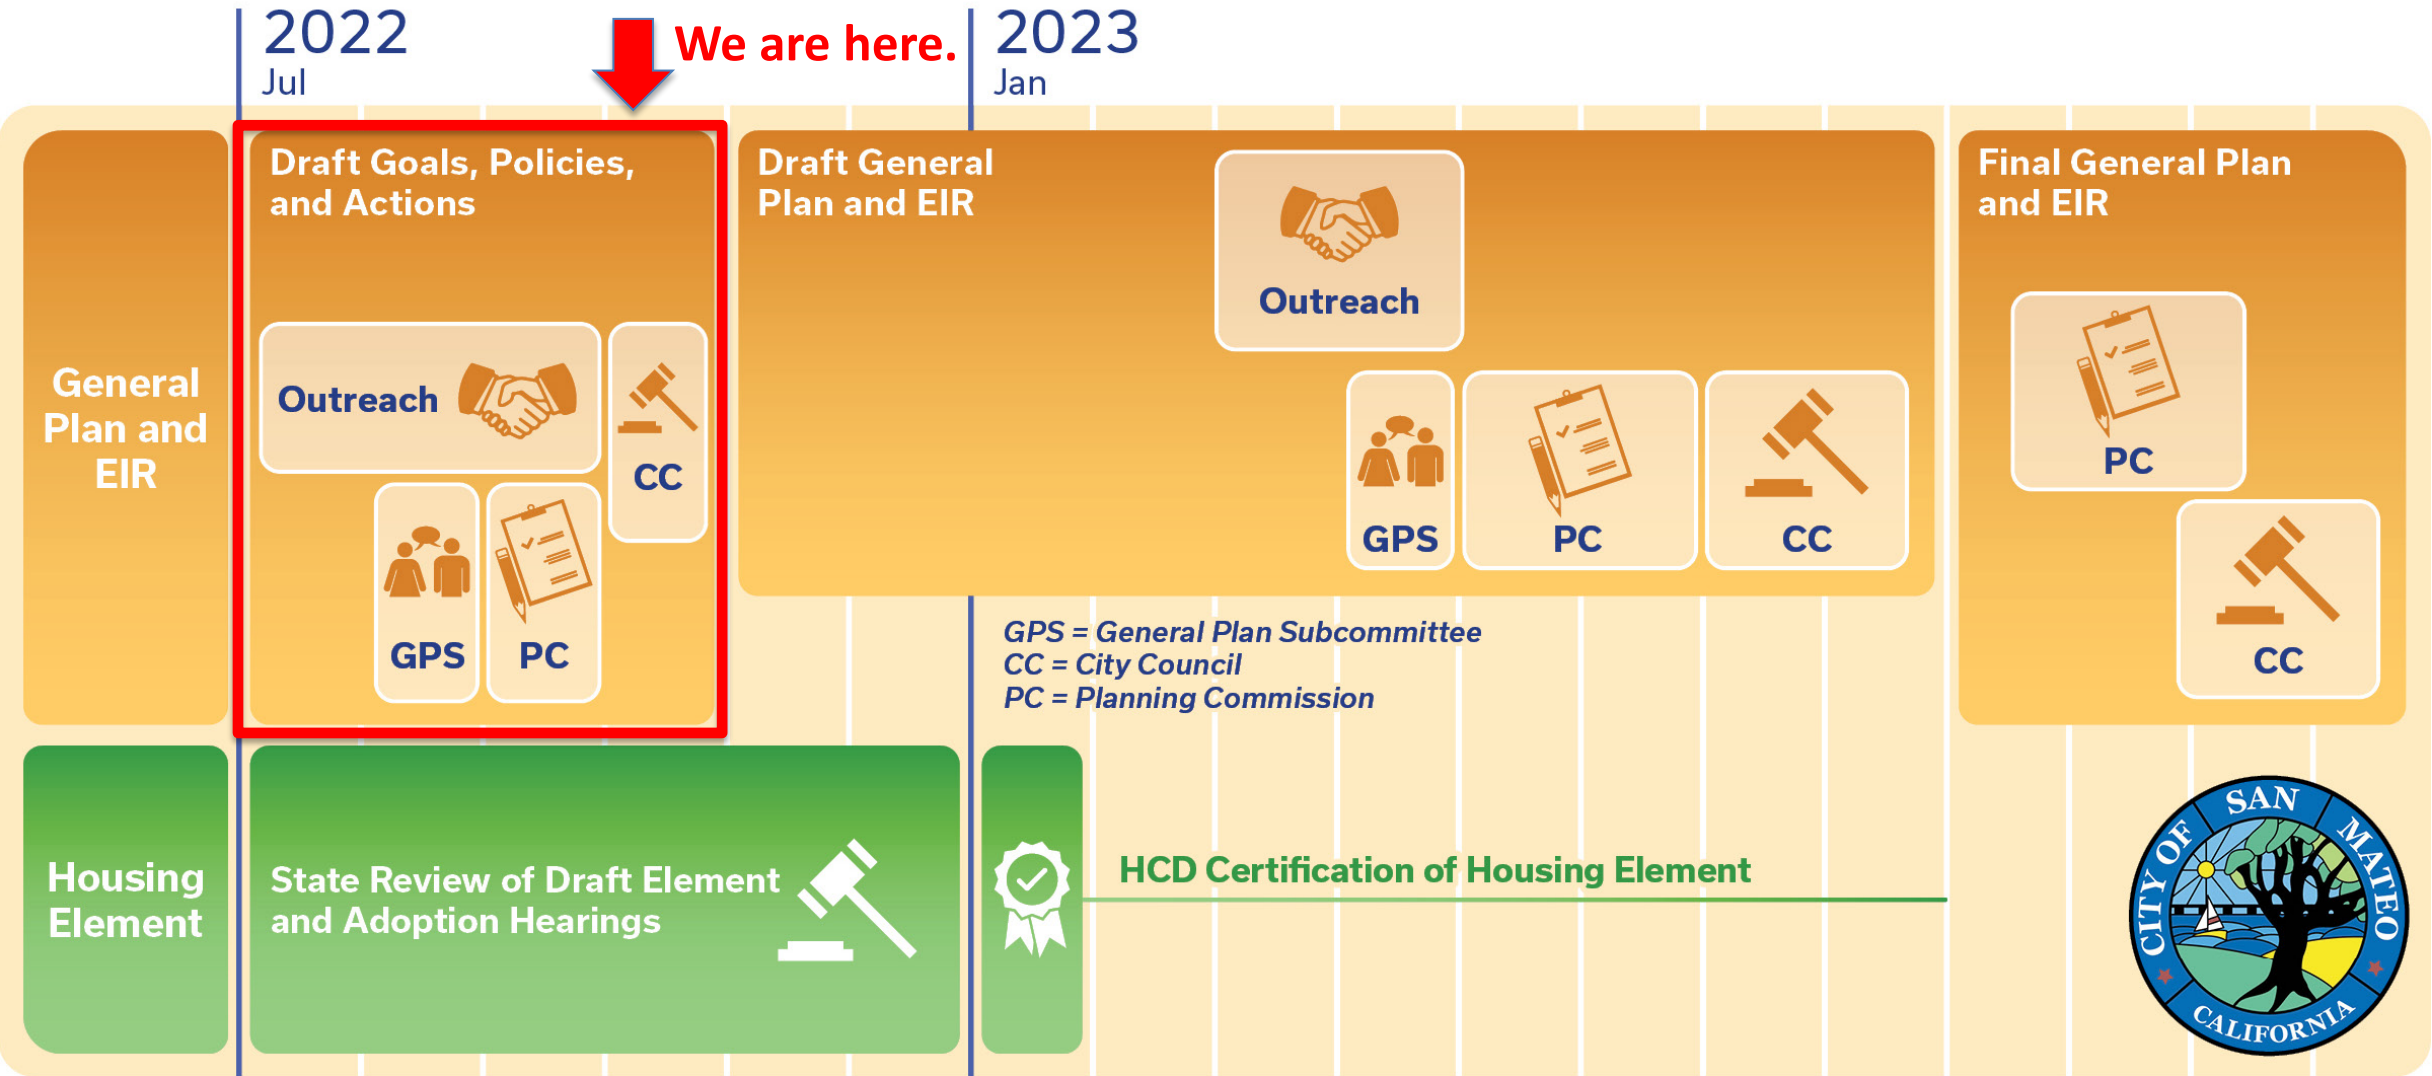 2022
Jul
We are here.
2023
Jan
General
Plan and
EIR
Draft Goals, Policies,
and Actions
Outreach
CC
GPS
PC
Draft General
Plan and EIR
Outreach
GPS
PC
CC
GPS = General Plan Subcommittee
CC = City Council
PC = Planning Commission
Final General Plan
and EIR
PC
CC
Housing
Element
State Review of Draft Element
and Adoption Hearings
HCD Certification of Housing Element
CITY OF SAN MATEO
CALIFORNIA